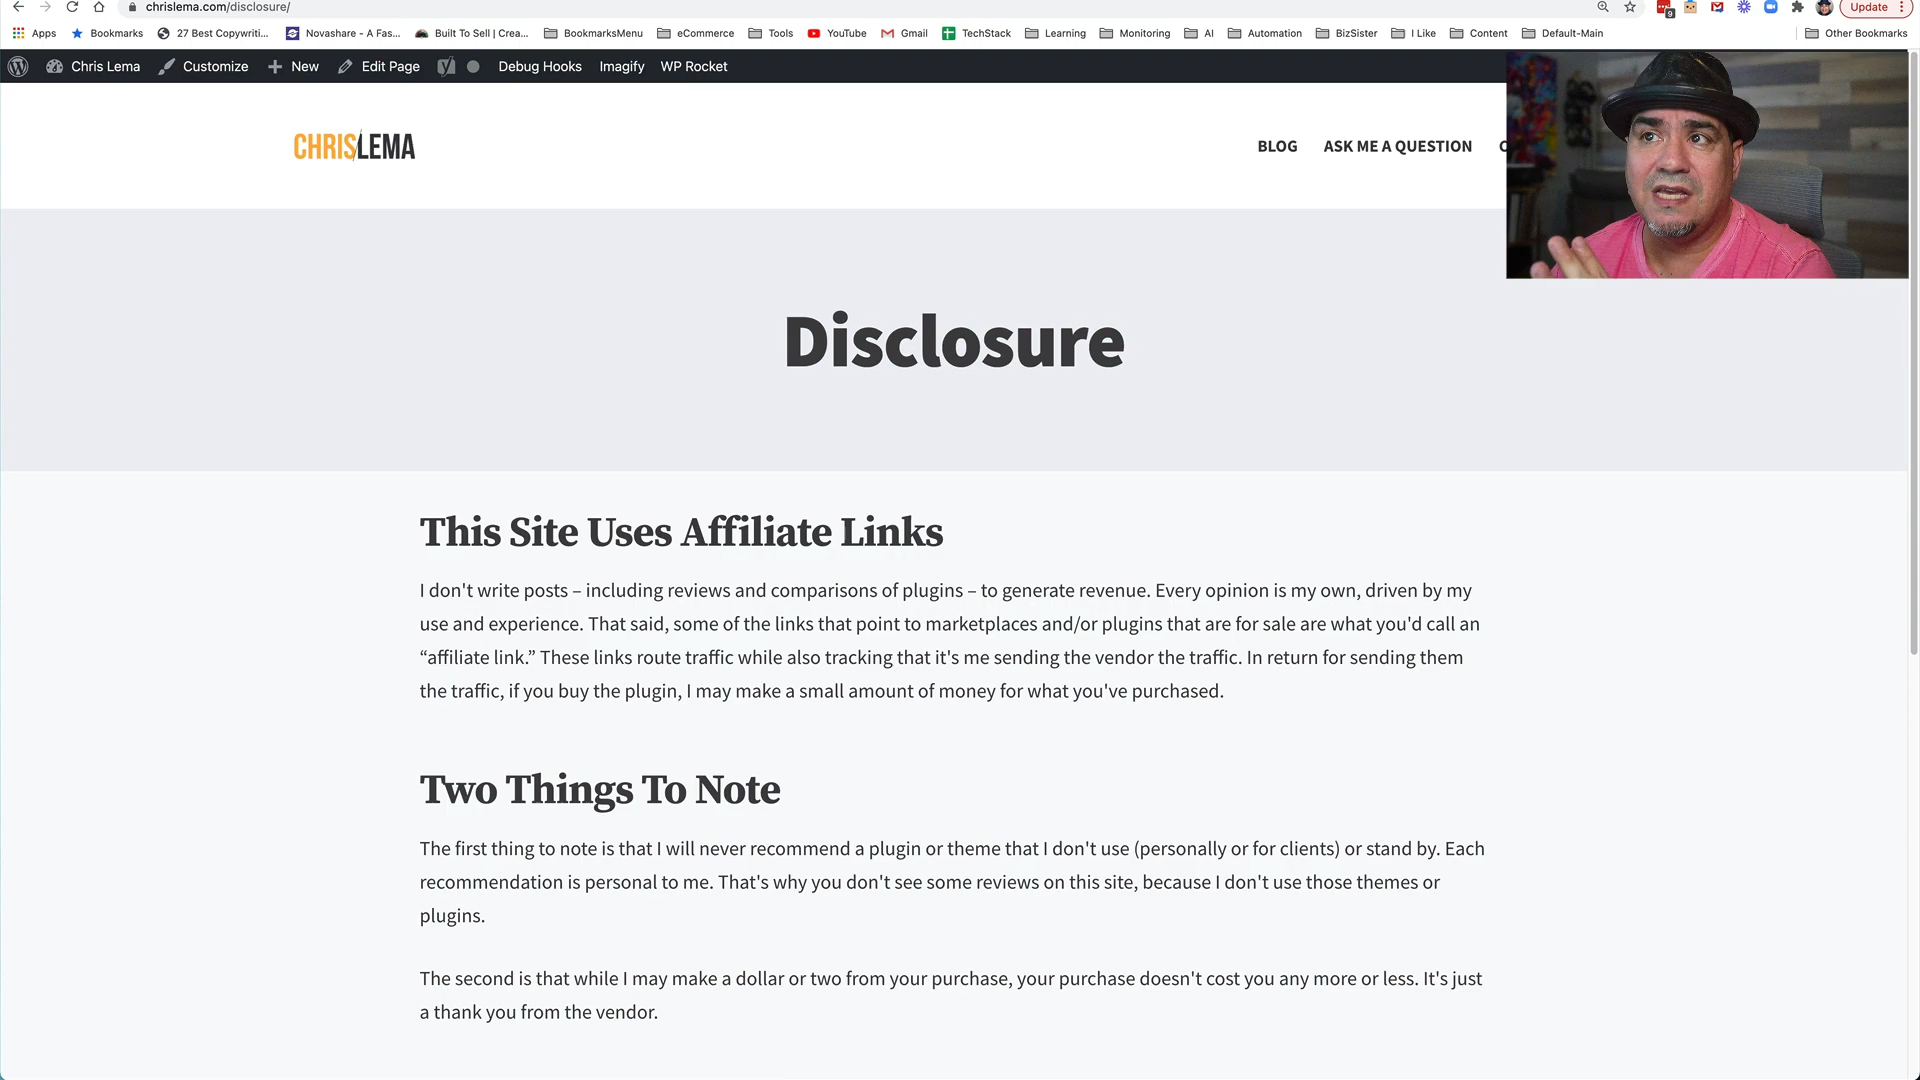 chrislema.com/disclosure/
Update
Apps Bookmarks 27 Best Copywriti... Novashare - A Fas... Built To Sell | Crea... BookmarksMenu eCommerce Tools YouTube Gmail TechStack Learning Monitoring AI Automation BizSister I Like Content Default-Main Other Bookmarks
Chris Lema Customize New Edit Page Debug Hooks Imagify WP Rocket
CHRISLEMA
BLOG ASK ME A QUESTION
Disclosure
This Site Uses Affiliate Links
I don't write posts – including reviews and comparisons of plugins – to generate revenue. Every opinion is my own, driven by my
use and experience. That said, some of the links that point to marketplaces and/or plugins that are for sale are what you'd call an
“affiliate link.” These links route traffic while also tracking that it's me sending the vendor the traffic. In return for sending them
the traffic, if you buy the plugin, I may make a small amount of money for what you've purchased.
Two Things To Note
The first thing to note is that I will never recommend a plugin or theme that I don't use (personally or for clients) or stand by. Each
recommendation is personal to me. That's why you don't see some reviews on this site, because I don't use those themes or
plugins.
The second is that while I may make a dollar or two from your purchase, your purchase doesn't cost you any more or less. It's just
a thank you from the vendor.